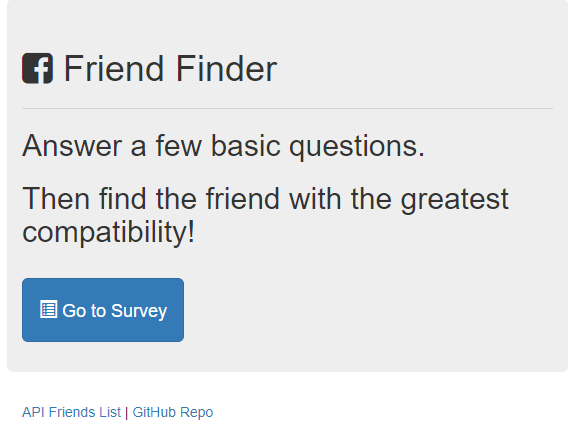 Friend Finder
Answer a few basic questions.
Then find the friend with the greatest
compatibility!
Go to Survey
API Friends List | GitHub Repo